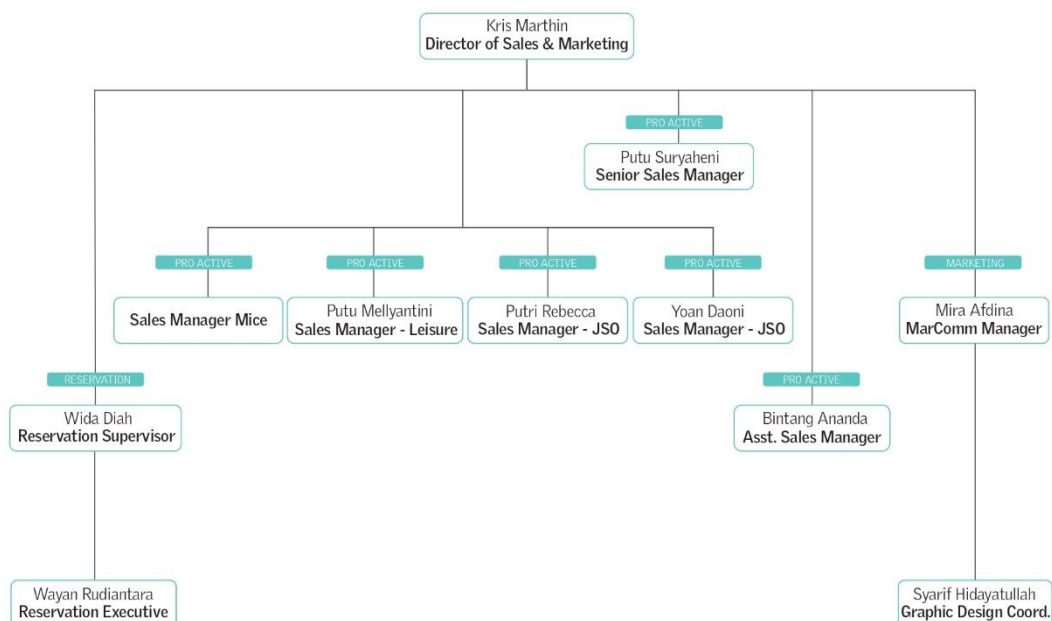 Kris Marthin
Director of Sales & Marketing
PRO ACTIVE
Putu Suryaheni
Senior Sales Manager
PRO ACTIVE
PRO ACTIVE
PRO ACTIVE
PRO ACTIVE
MARKETING
Sales Manager Mice
Putu Mellyantini
Sales Manager - Leisure
Putri Rebecca
Sales Manager - JSO
Yoan Daoni
Sales Manager - JSO
Mira Afdina
MarComm Manager
RESERVATION
PRO ACTIVE
Wida Diah
Reservation Supervisor
Bintang Ananda
Asst. Sales Manager
Wayan Rudiantara
Reservation Executive
Syarif Hidayatullah
Graphic Design Coord.